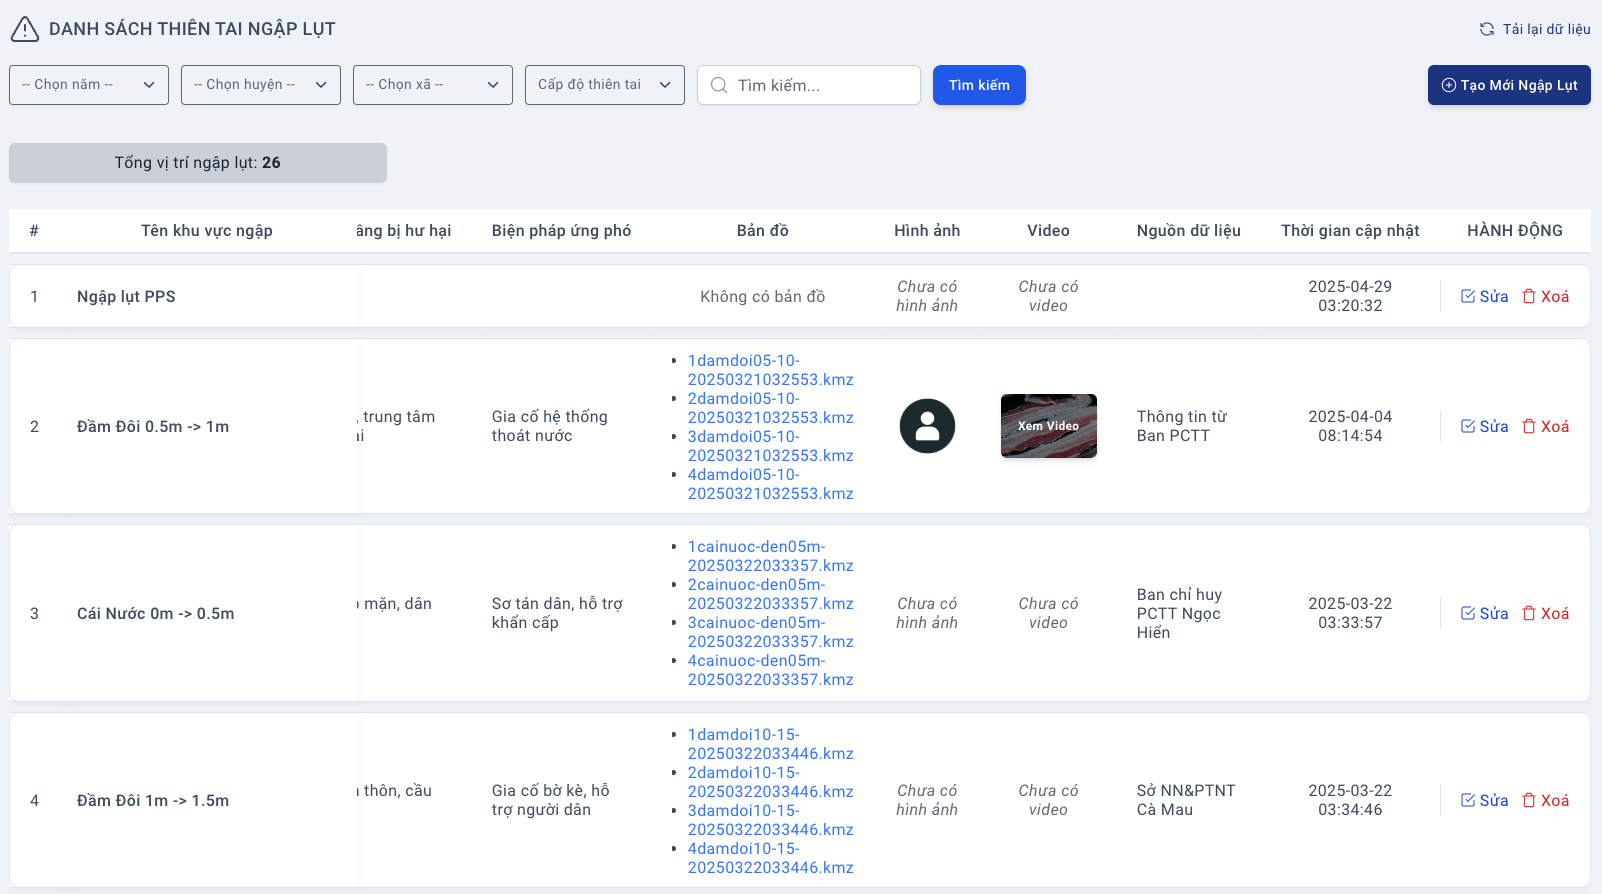 DANH SÁCH THIÊN TAI NGẬP LỤT
Tải lại dữ liệu
-- Chọn năm --
-- Chọn huyện --
-- Chọn xã --
Cấp độ thiên tai
Tìm kiếm...
Tìm kiếm
Tạo Mới Ngập Lụt
Tổng vị trí ngập lụt: 26
# Tên khu vực ngập bị hư hại Biện pháp ứng phó Bản đồ Hình ảnh Video Nguồn dữ liệu Thời gian cập nhật HÀNH ĐỘNG
1 Ngập lụt PPS
Không có bản đồ
Chưa có
hình ảnh
Chưa có
video
2025-04-29
03:20:32
Sửa Xoá
2 Đầm Đôi 0.5m -> 1m
, trung tâm
Gia cố hệ thống
thoát nước
1damdoi05-10-
20250321032553.kmz
2damdoi05-10-
20250321032553.kmz
3damdoi05-10-
20250321032553.kmz
4damdoi05-10-
20250321032553.kmz
Xem Video
Thông tin từ
Ban PCTT
2025-04-04
08:14:54
Sửa Xoá
3 Cái Nước 0m -> 0.5m
mặn, dân
Sơ tán dân, hỗ trợ
khẩn cấp
1cainuoc-den05m-
20250322033357.kmz
2cainuoc-den05m-
20250322033357.kmz
3cainuoc-den05m-
20250322033357.kmz
4cainuoc-den05m-
20250322033357.kmz
Chưa có
hình ảnh
Chưa có
video
Ban chỉ huy
PCTT Ngọc
Hiển
2025-03-22
03:33:57
Sửa Xoá
4 Đầm Đôi 1m -> 1.5m
thôn, cầu
Gia cố bờ kè, hỗ
trợ người dân
1damdoi10-15-
20250322033446.kmz
2damdoi10-15-
20250322033446.kmz
3damdoi10-15-
20250322033446.kmz
4damdoi10-15-
20250322033446.kmz
Chưa có
hình ảnh
Chưa có
video
Sở NN&PTNT
Cà Mau
2025-03-22
03:34:46
Sửa Xoá